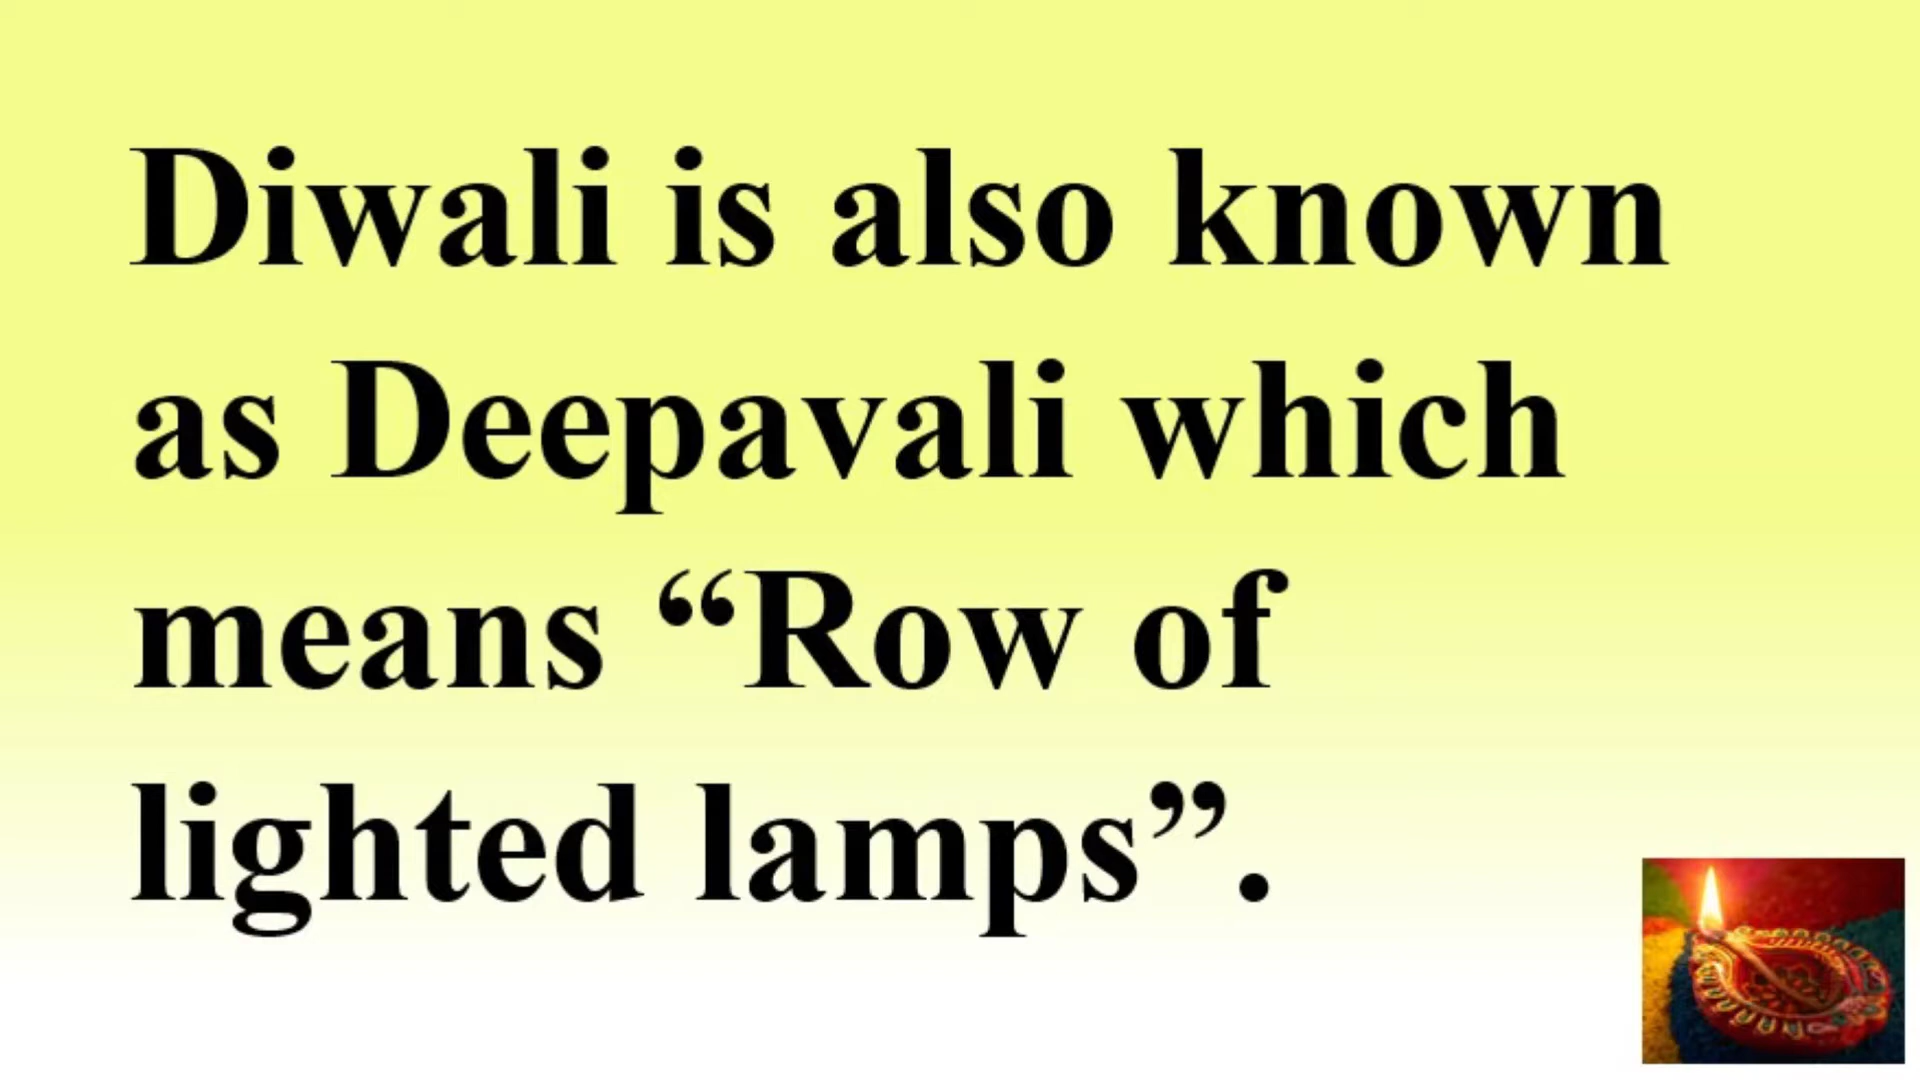 Diwali is also known
as Deepavali which
means “Row of
lighted lamps”.